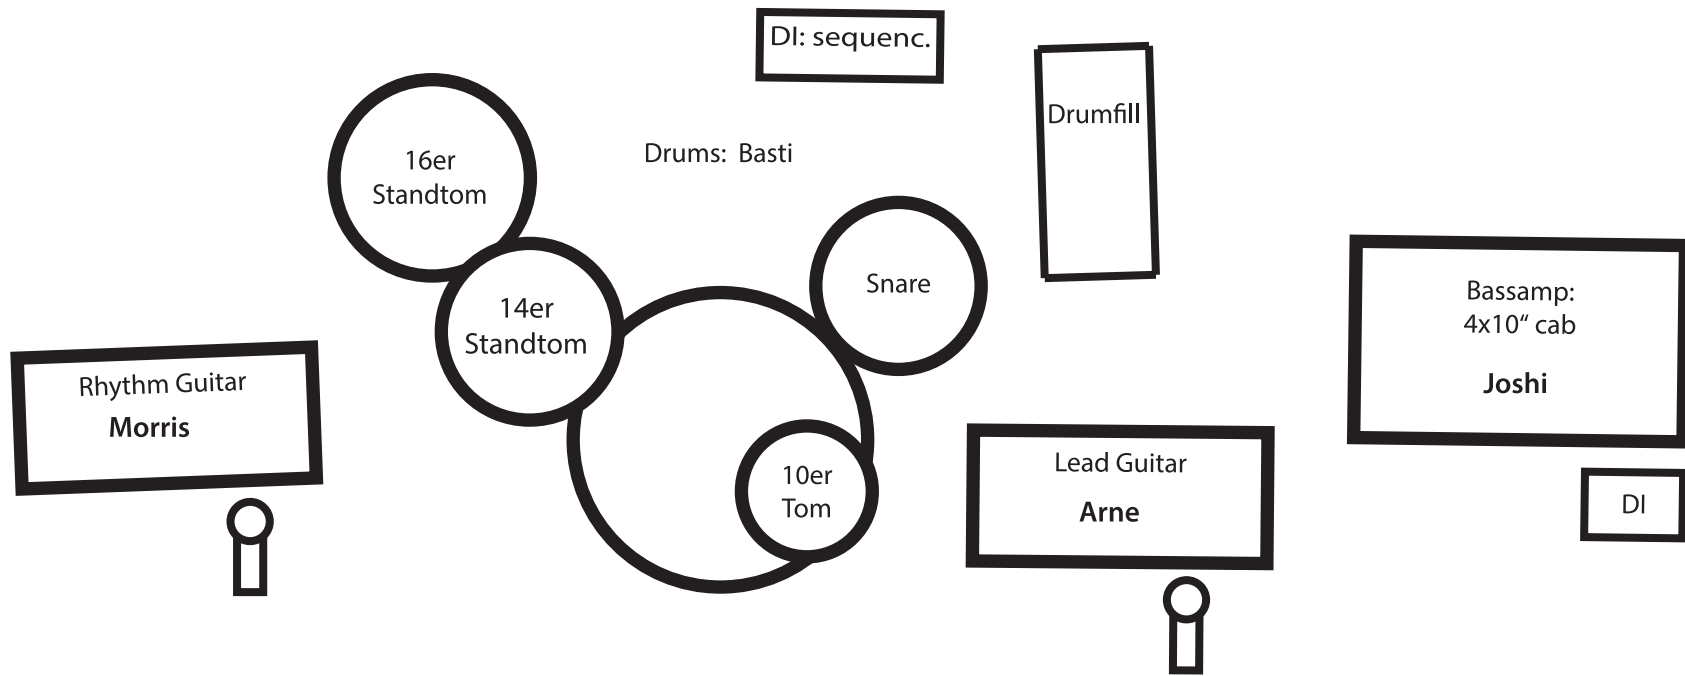 DI: sequenc.
Drumfill
16er
Standtom
Drums: Basti
14er
Standtom
Snare
Bassamp:
4x10“ cab
Joshi
Rhythm Guitar
Morris
10er
Tom
Lead Guitar
Arne
DI